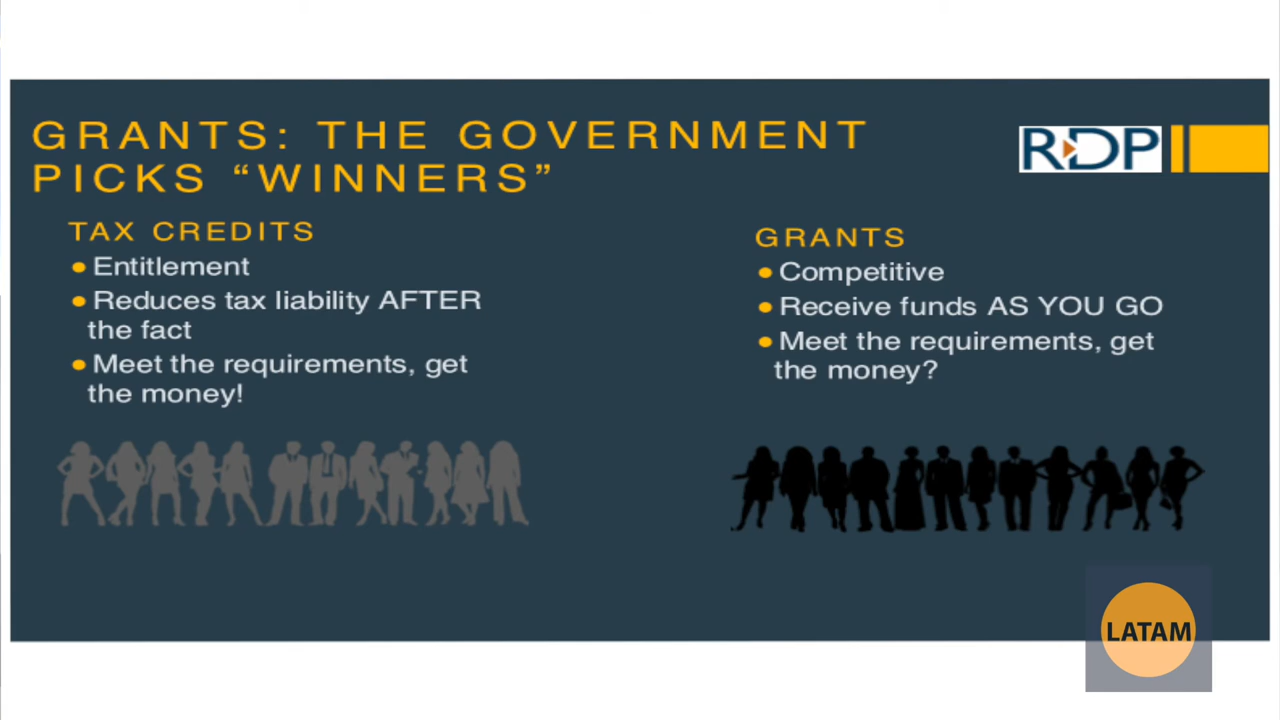 GRANTS: THE GOVERNMENT
PICKS “WINNERS”
RDP
TAX CREDITS
● Entitlement
● Reduces tax liability AFTER
the fact
● Meet the requirements, get
the money!
GRANTS
● Competitive
● Receive funds AS YOU GO
● Meet the requirements, get
the money?
LATAM